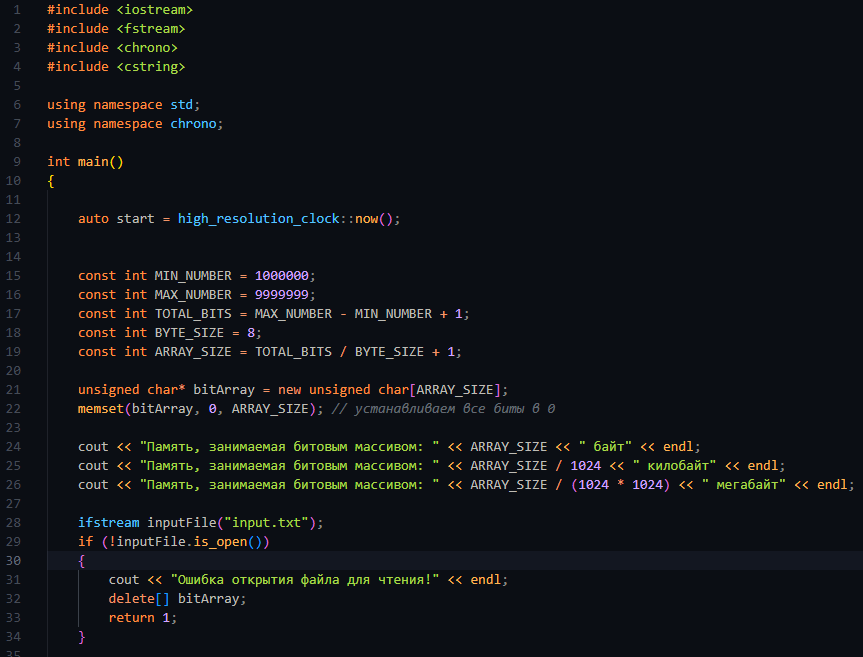 1 #include <iostream>
2 #include <fstream>
3 #include <chrono>
4 #include <cstring>
5
6 using namespace std;
7 using namespace chrono;
8
9 int main()
10 {
11
12     auto start = high_resolution_clock::now();
13
14
15     const int MIN_NUMBER = 1000000;
16     const int MAX_NUMBER = 9999999;
17     const int TOTAL_BITS = MAX_NUMBER - MIN_NUMBER + 1;
18     const int BYTE_SIZE = 8;
19     const int ARRAY_SIZE = TOTAL_BITS / BYTE_SIZE + 1;
20
21     unsigned char* bitArray = new unsigned char[ARRAY_SIZE];
22     memset(bitArray, 0, ARRAY_SIZE); // устанавливаем все биты в 0
23
24     cout << "Память, занимаемая битовым массивом: " << ARRAY_SIZE << " байт" << endl;
25     cout << "Память, занимаемая битовым массивом: " << ARRAY_SIZE / 1024 << " килобайт" << endl;
26     cout << "Память, занимаемая битовым массивом: " << ARRAY_SIZE / (1024 * 1024) << " мегабайт" << endl;
27
28     ifstream inputFile("input.txt");
29     if (!inputFile.is_open())
30     {
31         cout << "Ошибка открытия файла для чтения!" << endl;
32         delete[] bitArray;
33         return 1;
34     }
35